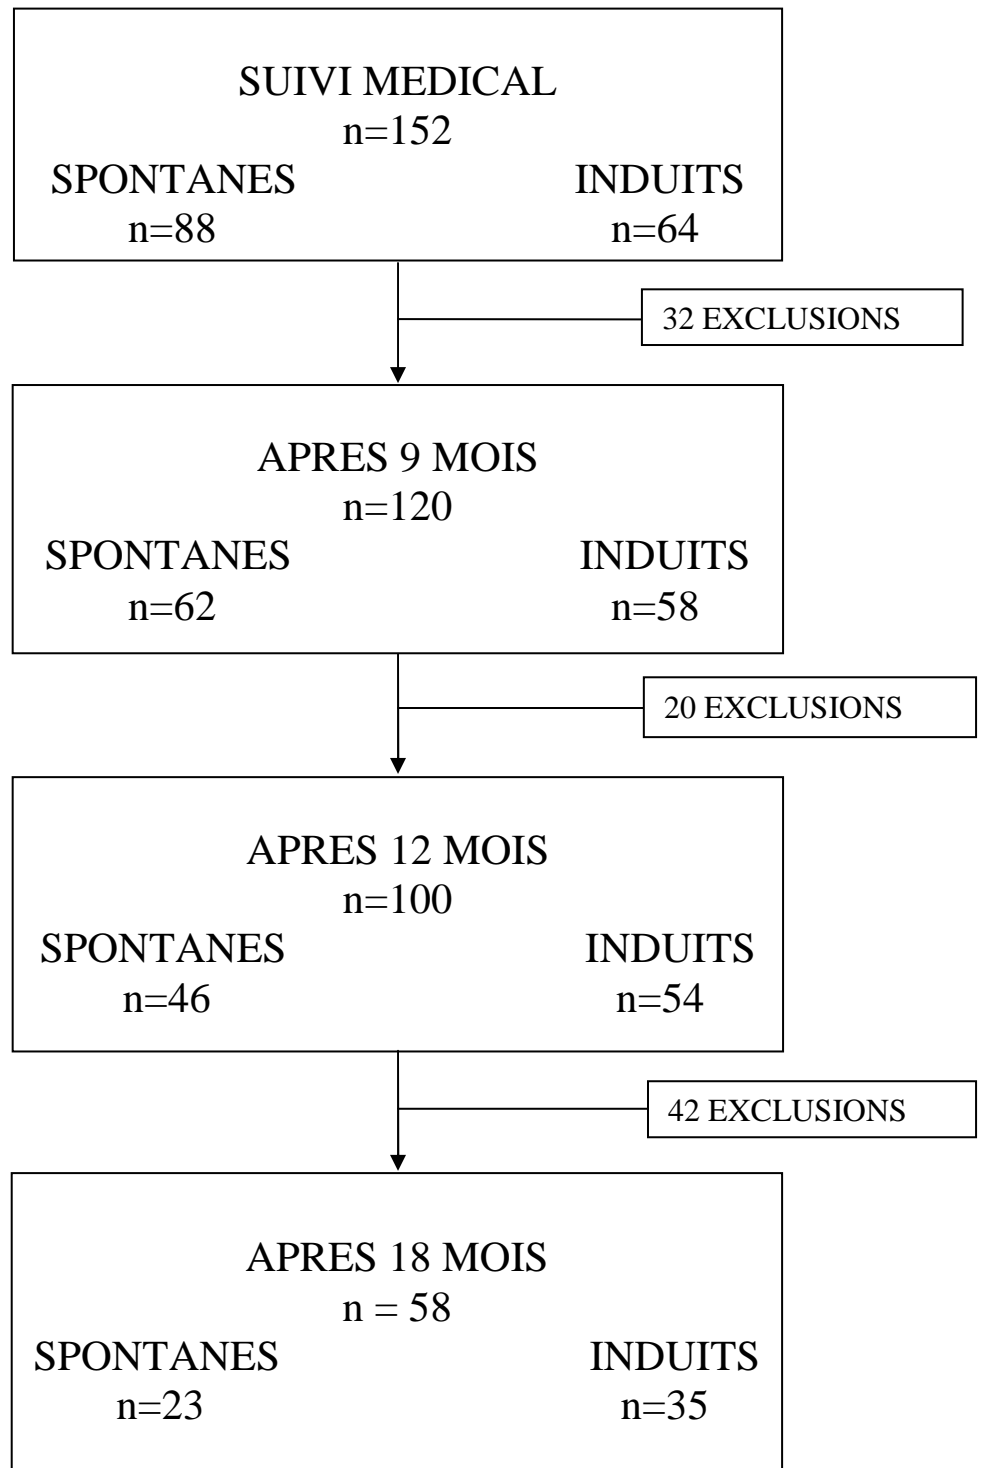 SUIVI MEDICAL
n=152
SPONTANES INDUITS
n=88 n=64
32 EXCLUSIONS
APRES 9 MOIS
n=120
SPONTANES INDUITS
n=62 n=58
20 EXCLUSIONS
APRES 12 MOIS
n=100
SPONTANES INDUITS
n=46 n=54
42 EXCLUSIONS
APRES 18 MOIS
n = 58
SPONTANES INDUITS
n=23 n=35